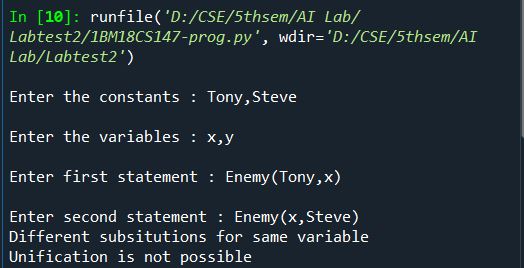 In [10]: runfile('D:/CSE/5thsem/AI Lab/
Labtest2/1BM18CS147-prog.py', wdir='D:/CSE/5thsem/AI
Lab/Labtest2')
Enter the constants : Tony,Steve
Enter the variables : x,y
Enter first statement : Enemy(Tony,x)
Enter second statement : Enemy(x,Steve)
Different subsitutions for same variable
Unification is not possible